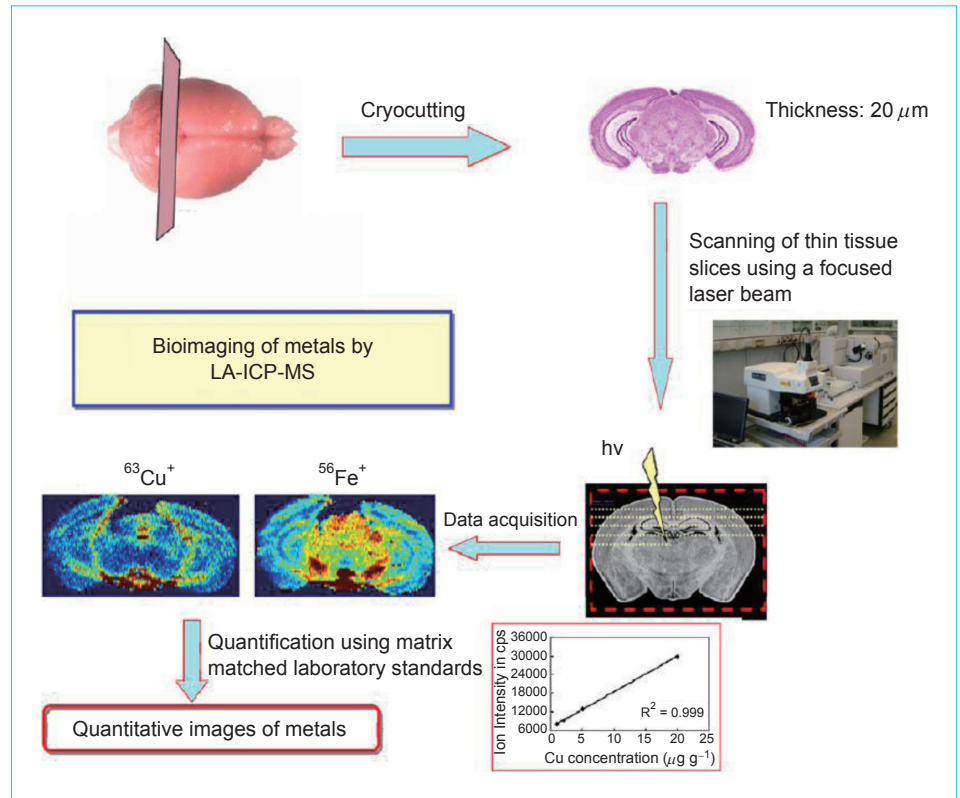 Cryocutting
Thickness: 20 μm
Scanning of thin tissue
slices using a focused
laser beam
Bioimaging of metals by
LA-ICP-MS
hν
⁶³Cu⁺
⁵⁶Fe⁺
Data acquisition
Quantification using matrix
matched laboratory standards
Quantitative images of metals
Ion Intensity in cps
36000
30000
24000
18000
12000
6000
R² = 0.999
0 5 10 15 20 25
Cu concentration (μg g⁻¹)